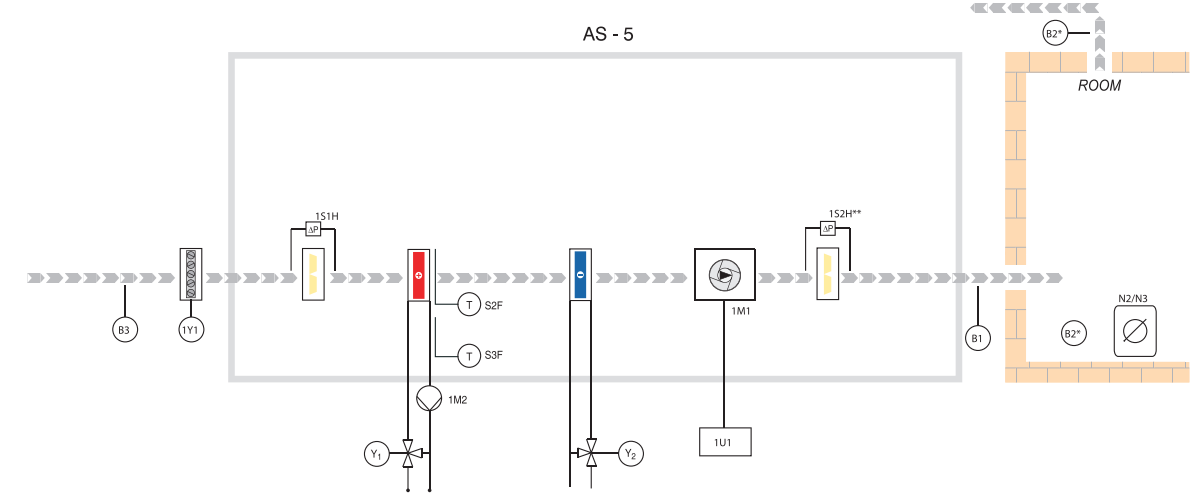 AS - 5
B2*
ROOM
1S1H
ΔP
1S2H**
ΔP
B3
1Y1
T S2F
T S3F
1M1
B1
B2*
N2/N3
1M2
Y1
Y2
1U1